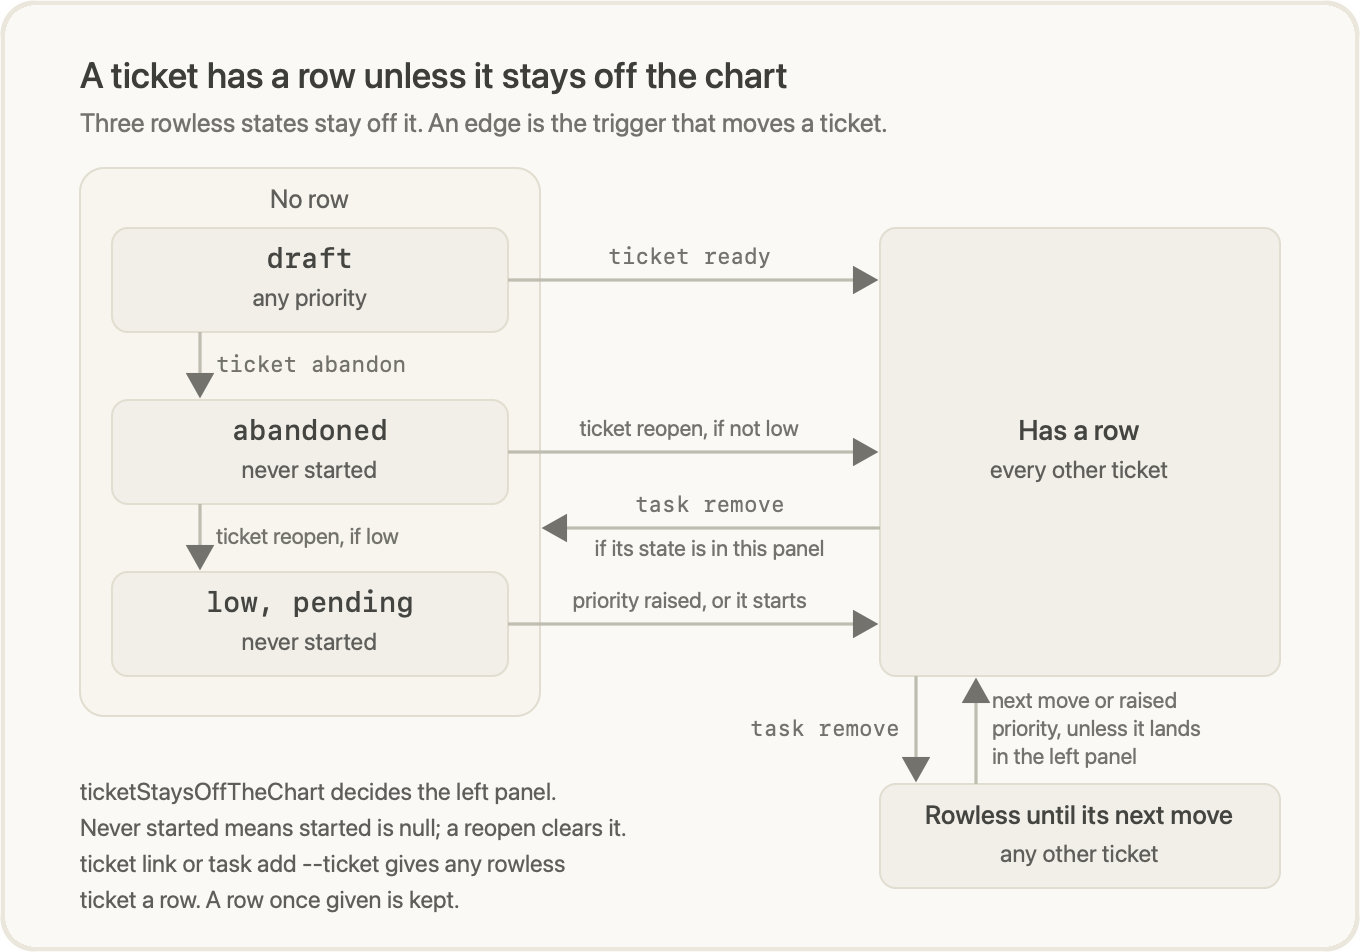 A ticket has a row unless it stays off the chart
Three rowless states stay off it. An edge is the trigger that moves a ticket.
No row
draft
any priority
ticket ready
ticket abandon
abandoned
never started
ticket reopen, if not low
Has a row
every other ticket
task remove
if its state is in this panel
ticket reopen, if low
low, pending
never started
priority raised, or it starts
task remove
next move or raised
priority, unless it lands
in the left panel
Rowless until its next move
any other ticket
ticketStaysOffTheChart decides the left panel.
Never started means started is null; a reopen clears it.
ticket link or task add --ticket gives any rowless
ticket a row. A row once given is kept.